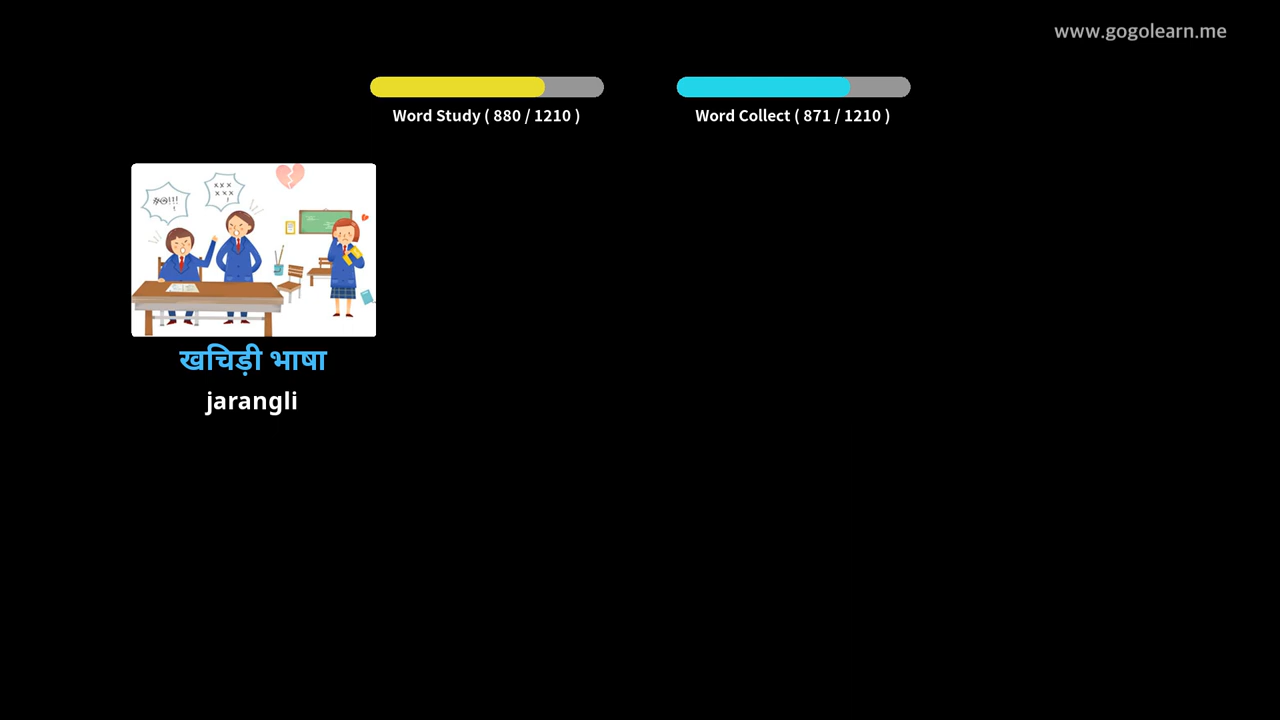 www.gogolearn.me
Word Study ( 880 / 1210 )
Word Collect ( 871 / 1210 )
खचिड़ी भाषा
jarangli